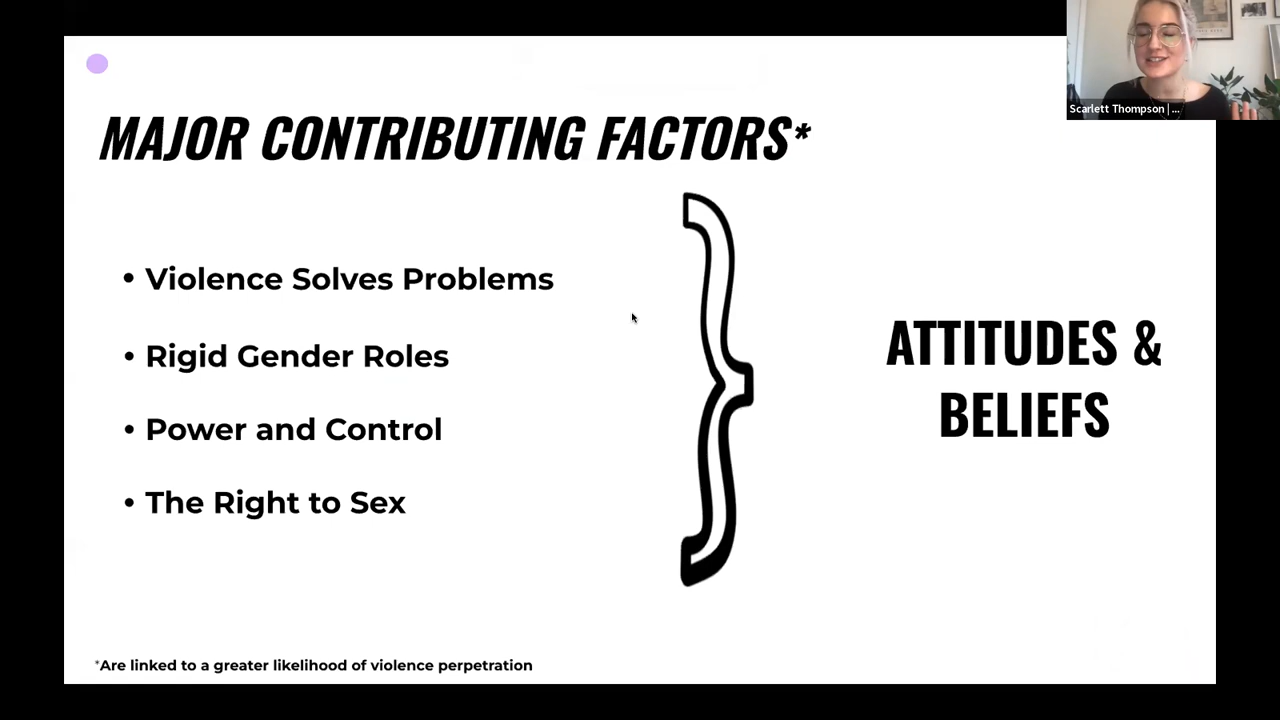 MAJOR CONTRIBUTING FACTORS*
• Violence Solves Problems
• Rigid Gender Roles
• Power and Control
• The Right to Sex
ATTITUDES &
BELIEFS
*Are linked to a greater likelihood of violence perpetration
Scarlett Thompson | ...